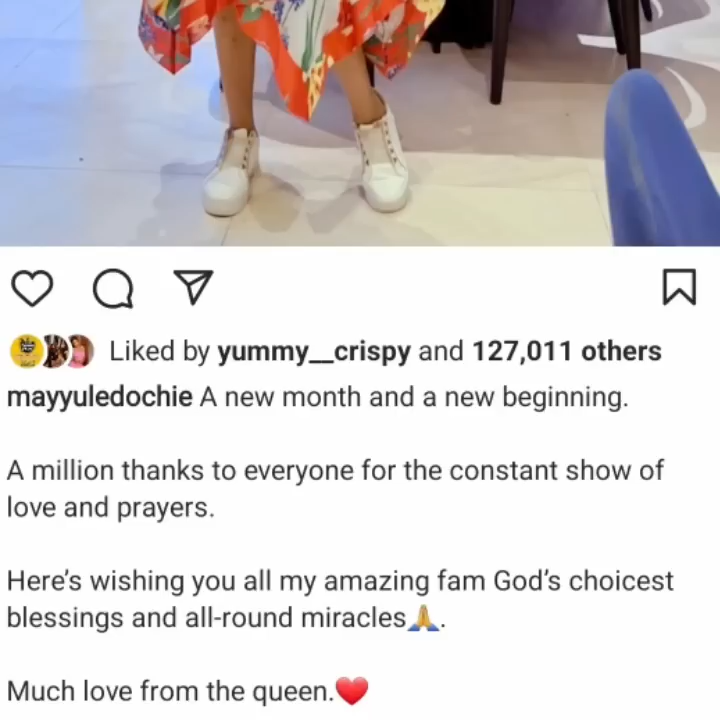 Liked by yummy__crispy and 127,011 others
mayyuledochie A new month and a new beginning.
A million thanks to everyone for the constant show of
love and prayers.
Here's wishing you all my amazing fam God's choicest
blessings and all-round miracles🙏.
Much love from the queen.❤️